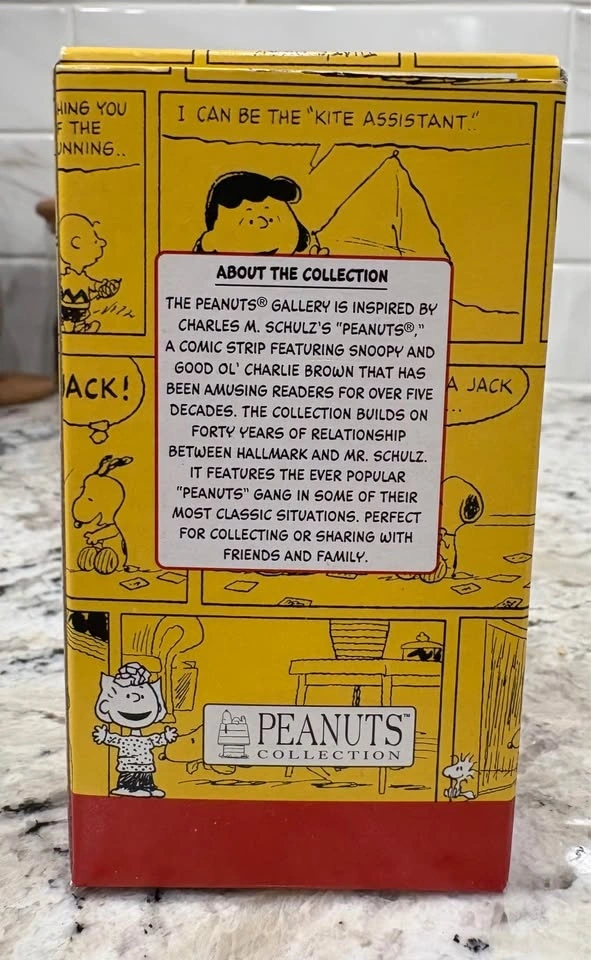 HING YOU
F THE
UNNING..
I CAN BE THE "KITE ASSISTANT."
ABOUT THE COLLECTION
THE PEANUTS® GALLERY IS INSPIRED BY
CHARLES M. SCHULZ'S "PEANUTS®,"
A COMIC STRIP FEATURING SNOOPY AND
GOOD OL' CHARLIE BROWN THAT HAS
BEEN AMUSING READERS FOR OVER FIVE
DECADES. THE COLLECTION BUILDS ON
FORTY YEARS OF RELATIONSHIP
BETWEEN HALLMARK AND MR. SCHULZ.
IT FEATURES THE EVER POPULAR
"PEANUTS" GANG IN SOME OF THEIR
MOST CLASSIC SITUATIONS. PERFECT
FOR COLLECTING OR SHARING WITH
FRIENDS AND FAMILY.
JACK!
A JACK
...
PEANUTS™
COLLECTION